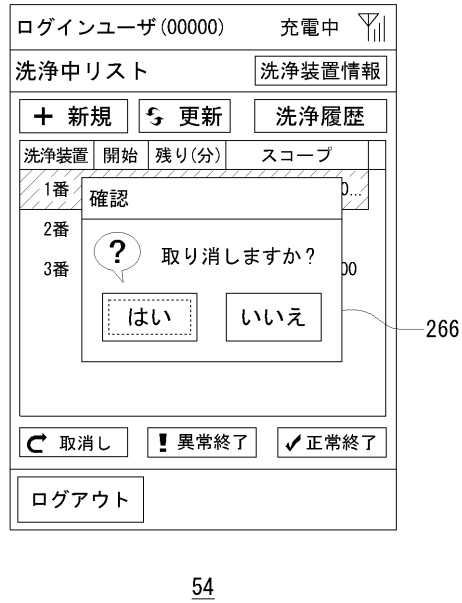 ログインユーザ(00000) 充電中
洗浄中リスト 洗浄装置情報
新規 更新 洗浄履歴
洗浄装置 開始 残り(分) スコープ
1番 0...
確認
2番
? 取り消しますか?
3番 00
はい いいえ
266
取消し 異常終了 正常終了
ログアウト
54